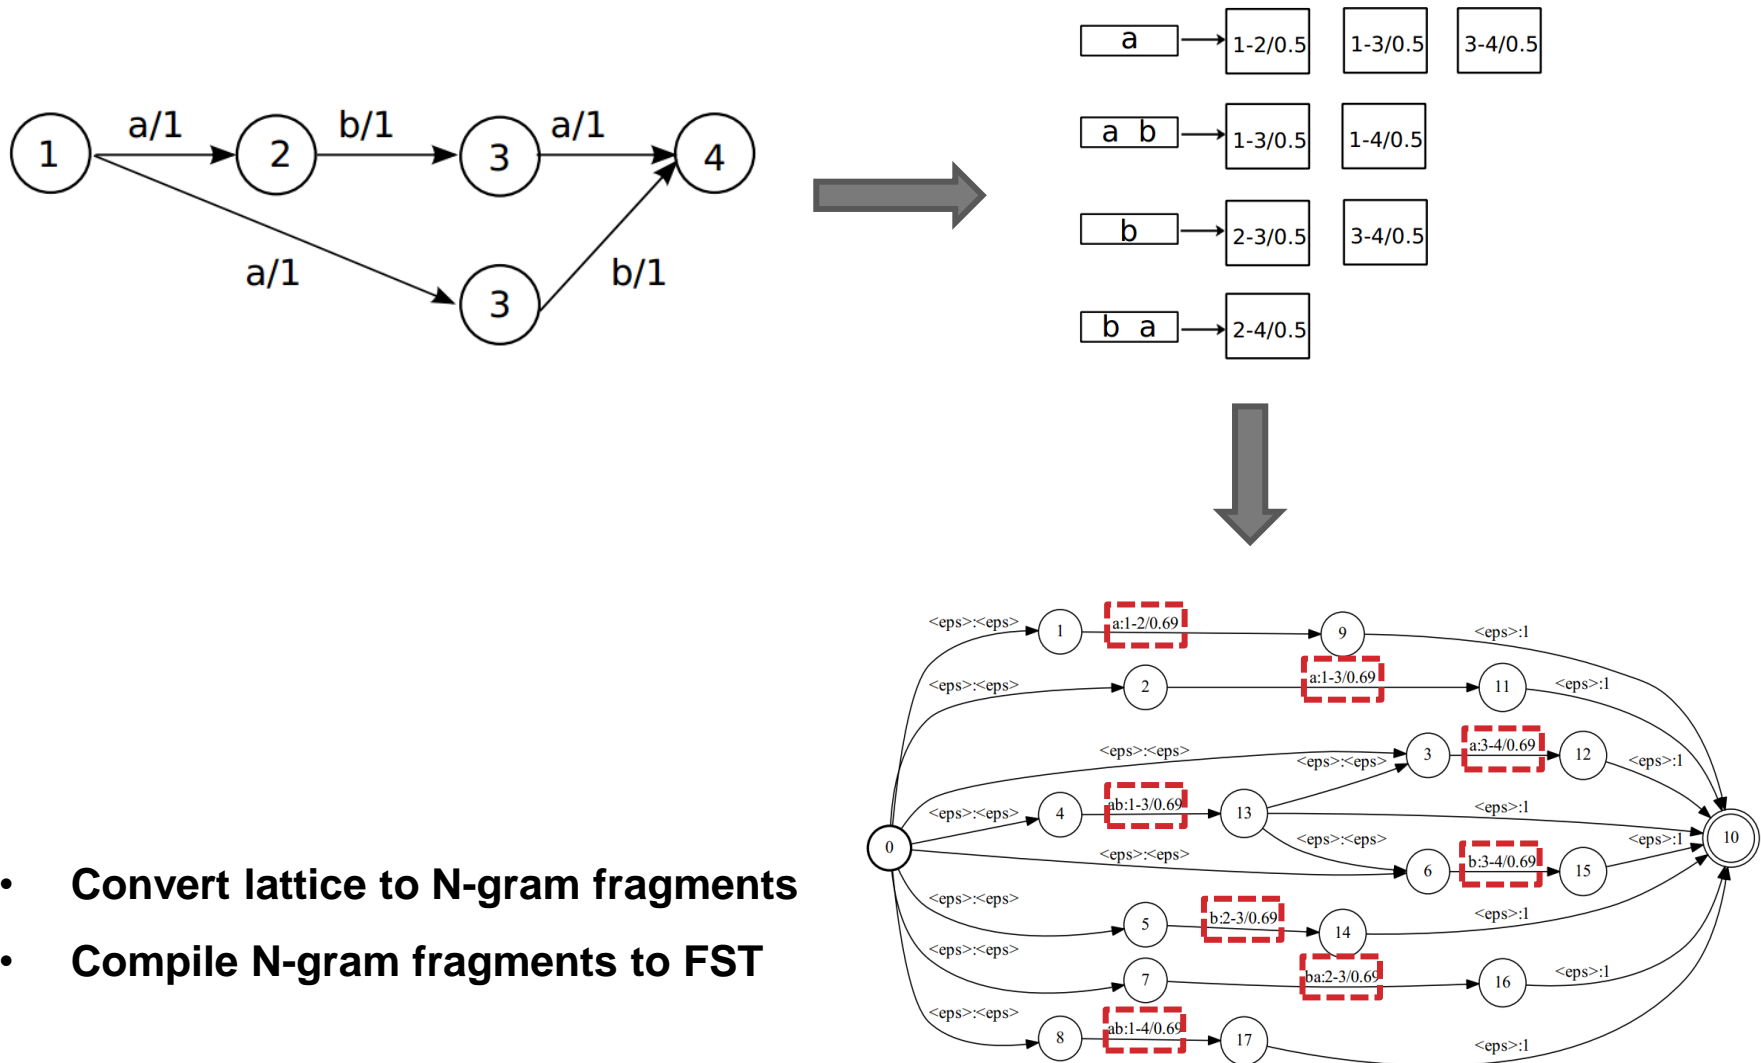 a/1 b/1 a/1
1 2 3 4
a/1 b/1
3
a 1-2/0.5 1-3/0.5 3-4/0.5
a b 1-3/0.5 1-4/0.5
b 2-3/0.5 3-4/0.5
b a 2-4/0.5
<eps>:<eps> 1 a:1-2/0.69 9 <eps>:1
<eps>:<eps> 2 a:1-3/0.69 11 <eps>:1
<eps>:<eps> 3 a:3-4/0.69 12 <eps>:1
<eps>:<eps>
<eps>:<eps> 4 ab:1-3/0.69 13 <eps>:1
0 10
<eps>:<eps> <eps>:<eps> 6 b:3-4/0.69 15 <eps>:1
<eps>:<eps> 5 b:2-3/0.69 14 <eps>:1
<eps>:<eps> 7 ba:2-3/0.69 16 <eps>:1
<eps>:<eps> 8 ab:1-4/0.69 17 <eps>:1
• Convert lattice to N-gram fragments
• Compile N-gram fragments to FST